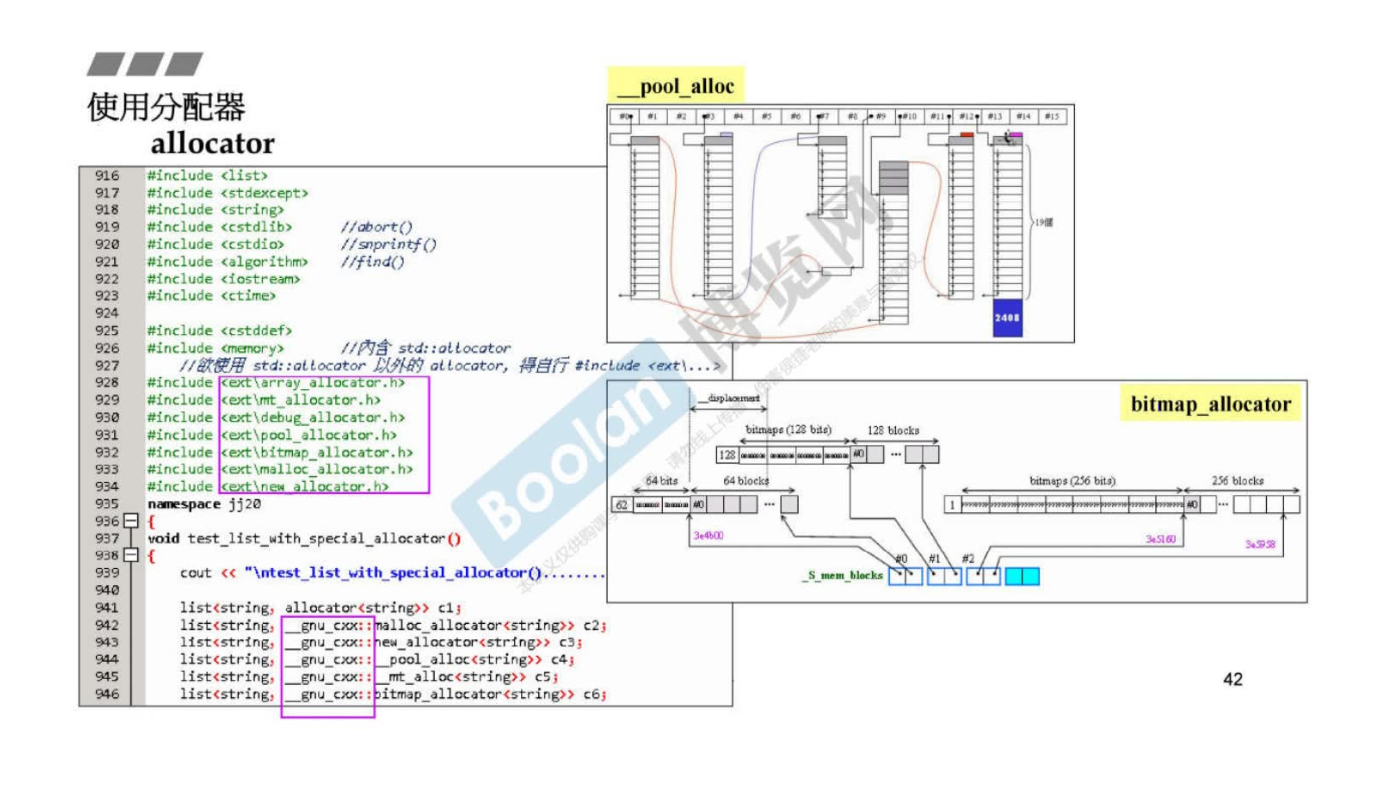 使用分配器
allocator
916 #include <list>
917 #include <stdexcept>
918 #include <string>
919 #include <cstdlib> //abort()
920 #include <cstdio> //snprintf()
921 #include <algorithm> //find()
922 #include <iostream>
923 #include <ctime>
924
925 #include <cstddef>
926 #include <memory> //內含 std::allocator
927 //欲使用 std::allocator 以外的 allocator, 得自行 #include <ext\...>
928 #include <ext\array_allocator.h>
929 #include <ext\mt_allocator.h>
930 #include <ext\debug_allocator.h>
931 #include <ext\pool_allocator.h>
932 #include <ext\bitmap_allocator.h>
933 #include <ext\malloc_allocator.h>
934 #include <ext\new_allocator.h>
935 namespace jj20
936 {
937 void test_list_with_special_allocator()
938 {
939 cout << "\ntest_list_with_special_allocator()..........
940
941 list<string, allocator<string>> c1;
942 list<string, __gnu_cxx::malloc_allocator<string>> c2;
943 list<string, __gnu_cxx::new_allocator<string>> c3;
944 list<string, __gnu_cxx::__pool_alloc<string>> c4;
945 list<string, __gnu_cxx::__mt_alloc<string>> c5;
946 list<string, __gnu_cxx::bitmap_allocator<string>> c6;
__pool_alloc
#0 #1 #2 #3 #4 #5 #6 #7 #8 #9 #10 #11 #12 #13 #14 #15
19個
2408
bitmap_allocator
__displacement
bitmaps (128 bits) 128 blocks
128 #0 ...
64 bits 64 blocks
62 #0 ...
bitmaps (256 bits) 256 blocks
1 #0 ...
3e4b00
3e5160
3e5958
#0 #1 #2
_S_mem_blocks
Boolan
博览网
42